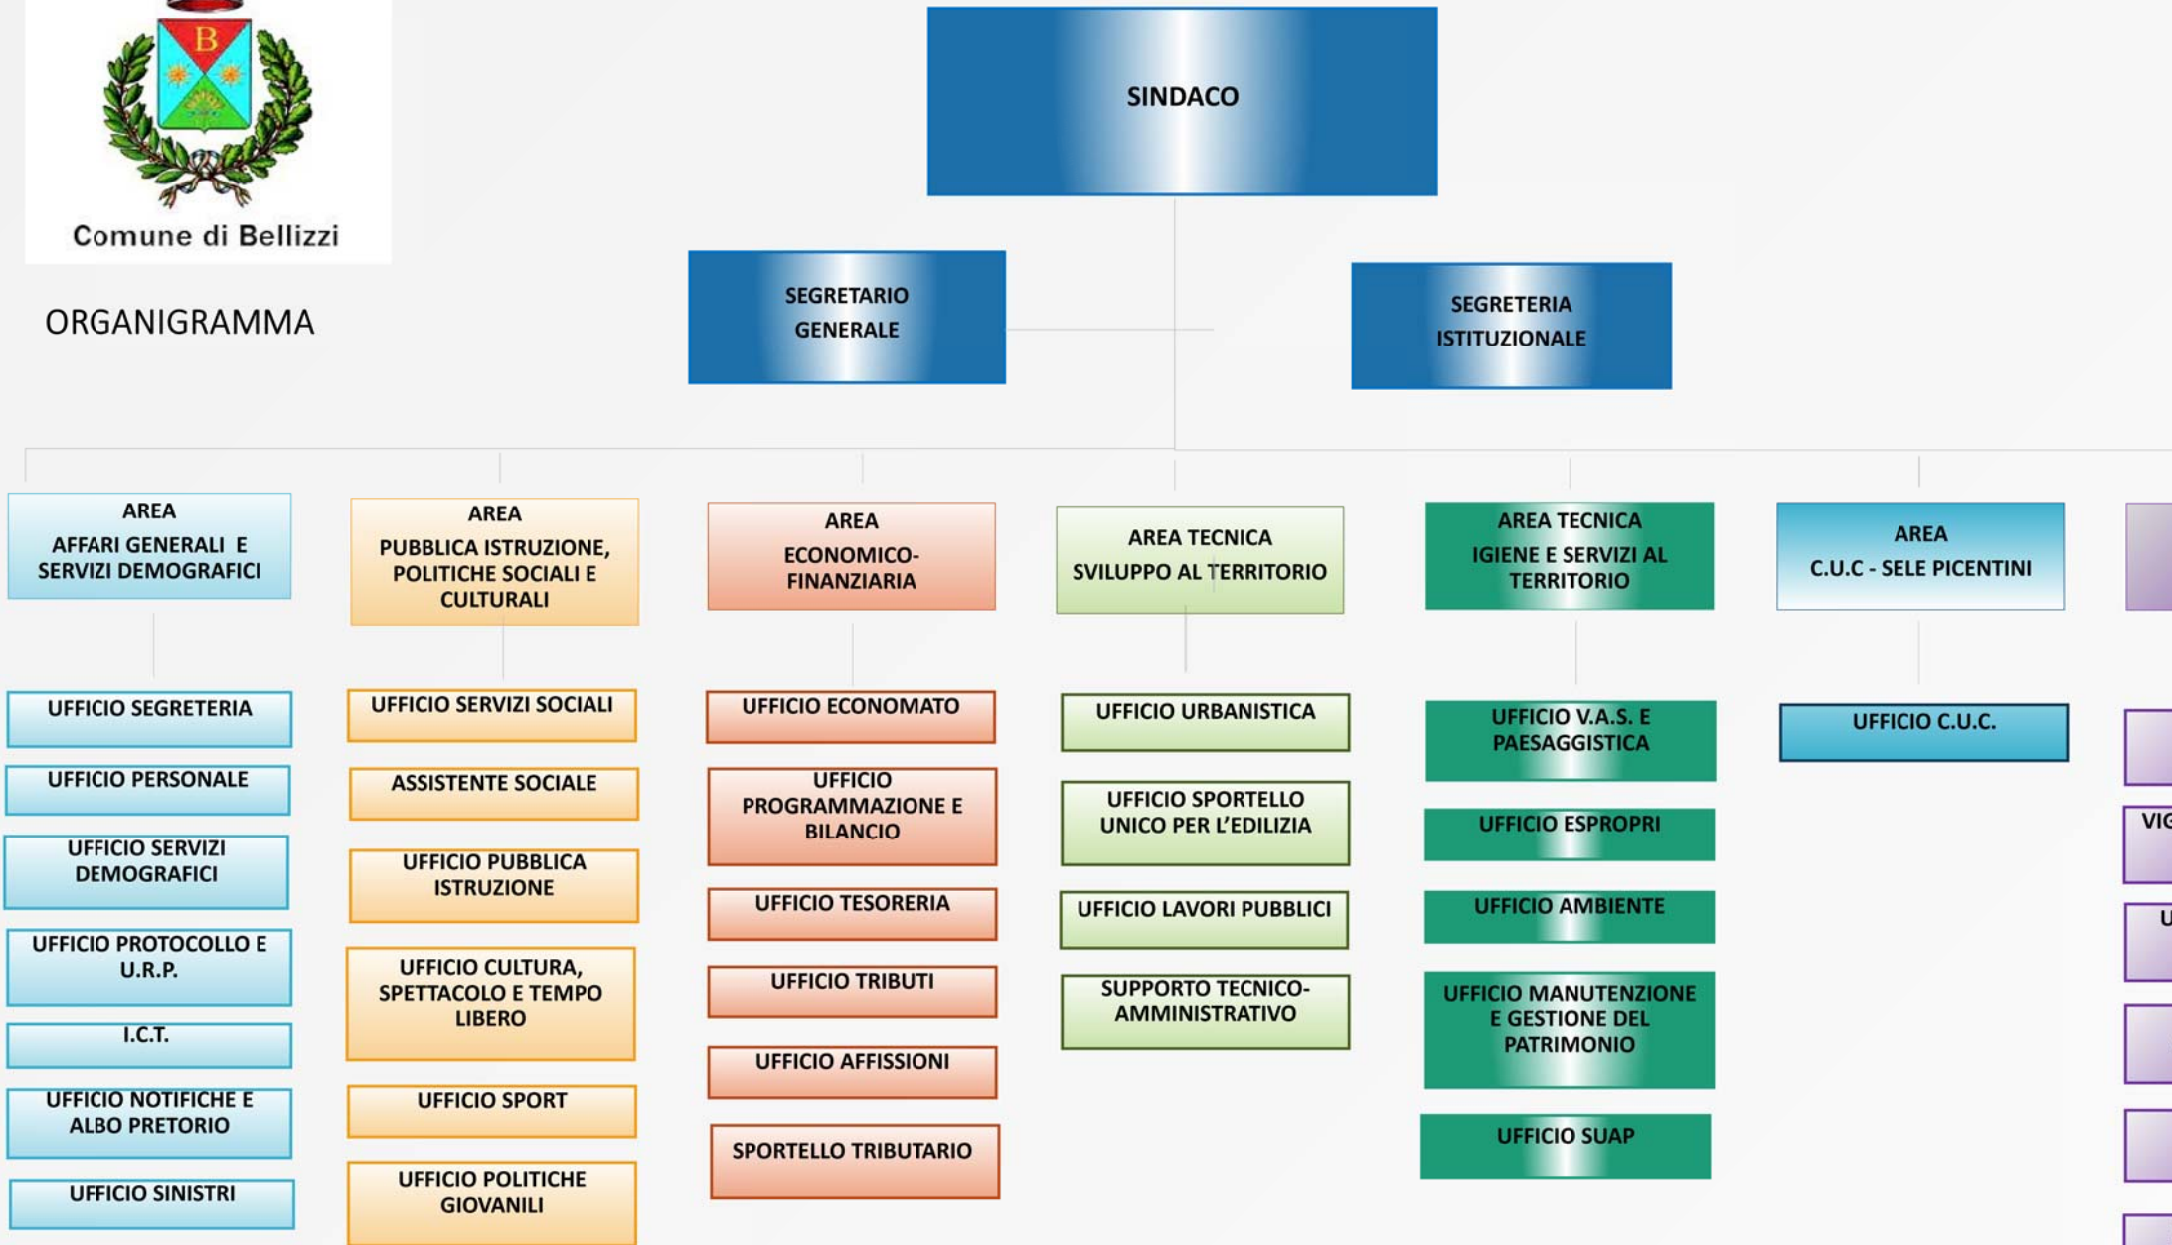 B
Comune di Bellizzi
ORGANIGRAMMA
SINDACO
SEGRETARIO
GENERALE
SEGRETERIA
ISTITUZIONALE
AREA
AFFARI GENERALI E
SERVIZI DEMOGRAFICI
UFFICIO SEGRETERIA
UFFICIO PERSONALE
UFFICIO SERVIZI
DEMOGRAFICI
UFFICIO PROTOCOLLO E
U.R.P.
I.C.T.
UFFICIO NOTIFICHE E
ALBO PRETORIO
UFFICIO SINISTRI
AREA
PUBBLICA ISTRUZIONE,
POLITICHE SOCIALI E
CULTURALI
UFFICIO SERVIZI SOCIALI
ASSISTENTE SOCIALE
UFFICIO PUBBLICA
ISTRUZIONE
UFFICIO CULTURA,
SPETTACOLO E TEMPO
LIBERO
UFFICIO SPORT
UFFICIO POLITICHE
GIOVANILI
AREA
ECONOMICO-
FINANZIARIA
UFFICIO ECONOMATO
UFFICIO
PROGRAMMAZIONE E
BILANCIO
UFFICIO TESORERIA
UFFICIO TRIBUTI
UFFICIO AFFISSIONI
SPORTELLO TRIBUTARIO
AREA TECNICA
SVILUPPO AL TERRITORIO
UFFICIO URBANISTICA
UFFICIO SPORTELLO
UNICO PER L'EDILIZIA
UFFICIO LAVORI PUBBLICI
SUPPORTO TECNICO-
AMMINISTRATIVO
AREA TECNICA
IGIENE E SERVIZI AL
TERRITORIO
UFFICIO V.A.S. E
PAESAGGISTICA
UFFICIO ESPROPRI
UFFICIO AMBIENTE
UFFICIO MANUTENZIONE
E GESTIONE DEL
PATRIMONIO
UFFICIO SUAP
AREA
C.U.C - SELE PICENTINI
UFFICIO C.U.C.